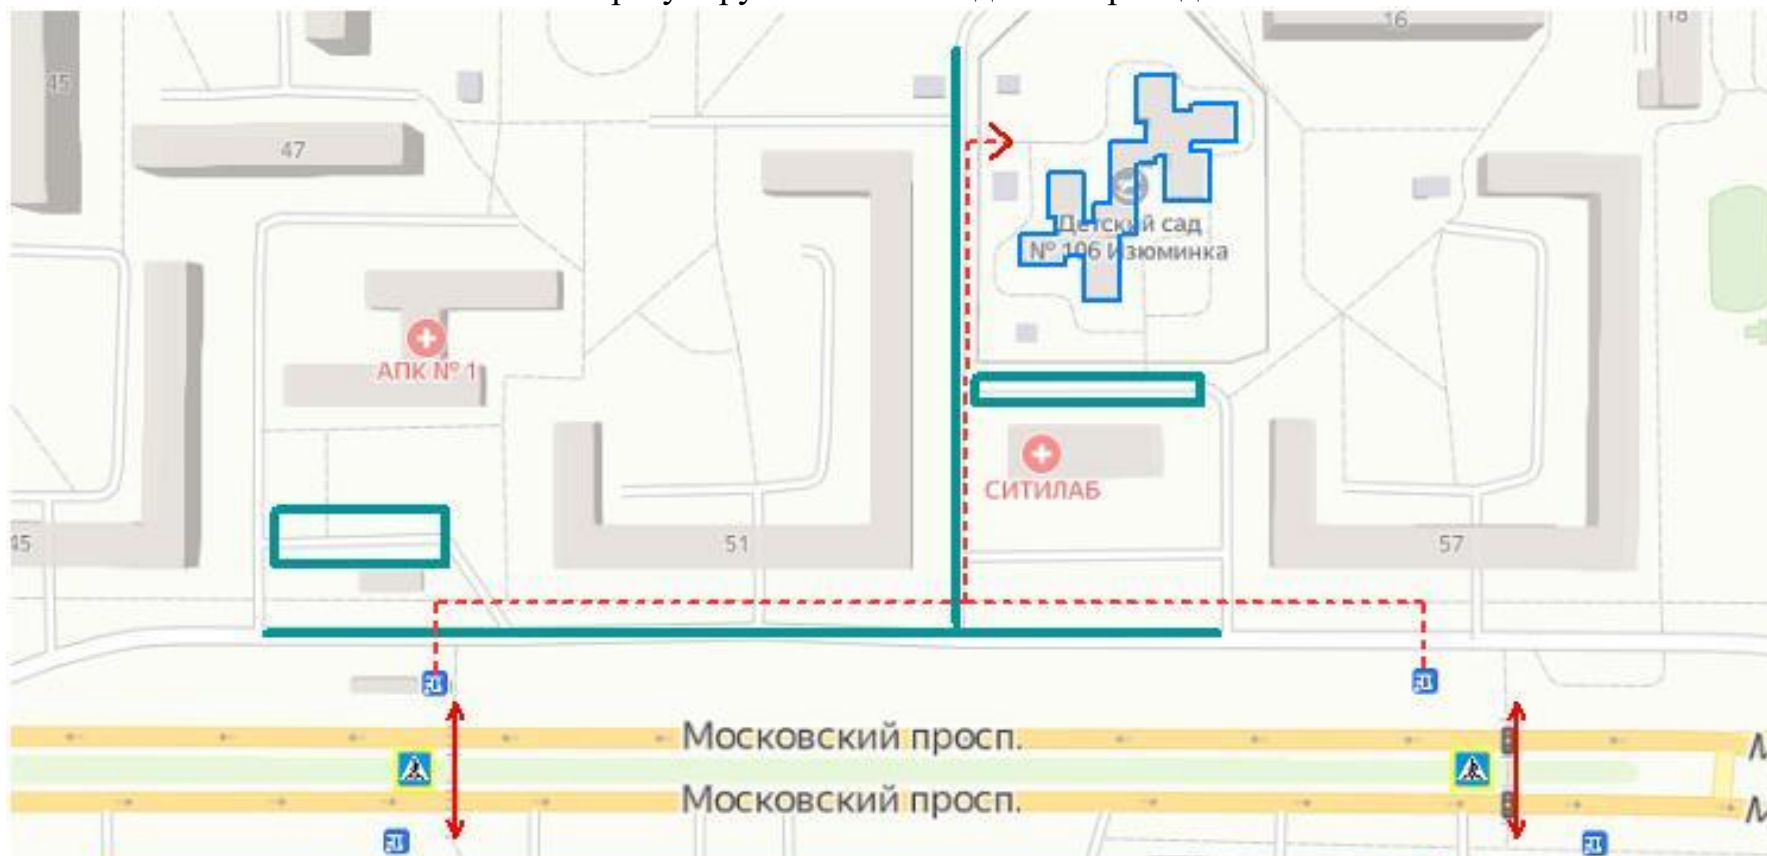 16
18
45
47
Детский сад
№ 106 Изюминка
АПК № 1
СИТИЛАБ
45
51
57
Московский просп.
М
Московский просп.
М